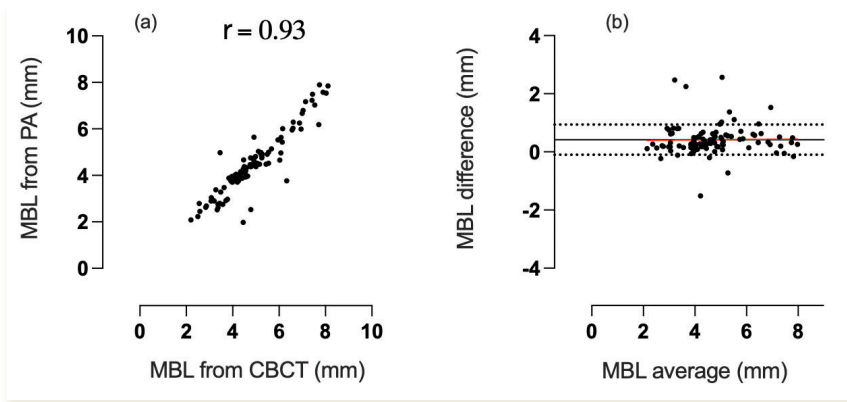 (a)
r = 0.93
MBL from PA (mm)
10
8
6
4
2
0
0 2 4 6 8 10
MBL from CBCT (mm)
(b)
MBL difference (mm)
4
2
0
-2
-4
0 2 4 6 8
MBL average (mm)